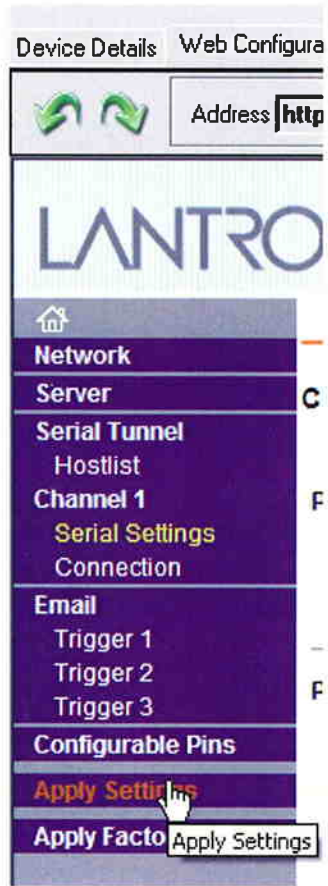 Device Details Web Configura
Address http
LANTRO
Network
Server
C
Serial Tunnel
Hostlist
Channel 1
Serial Settings
Connection
Email
Trigger 1
Trigger 2
Trigger 3
Configurable Pins
Apply Settings
Apply Facto Apply Settings